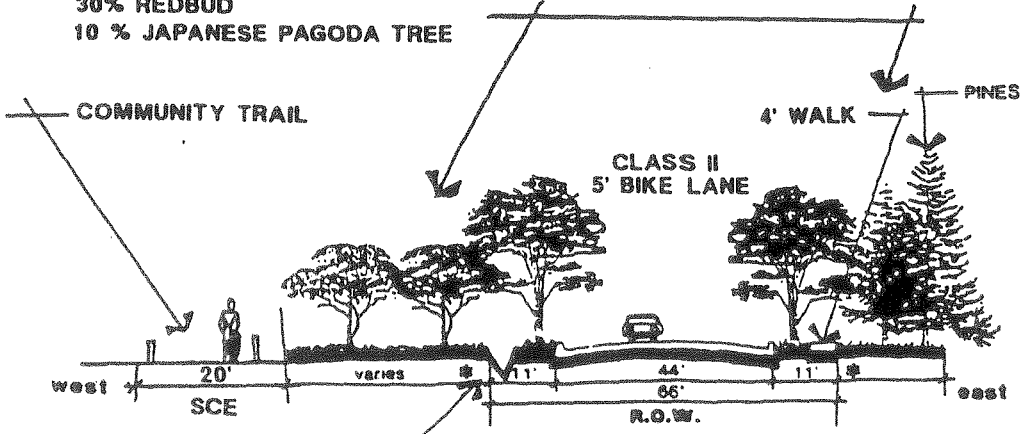 30% REDBUD
10 % JAPANESE PAGODA TREE
COMMUNITY TRAIL
PINES
4' WALK
CLASS II
5' BIKE LANE
west
20'
varies
*
11'
44'
11'
*
east
SCE
66'
R.O.W.